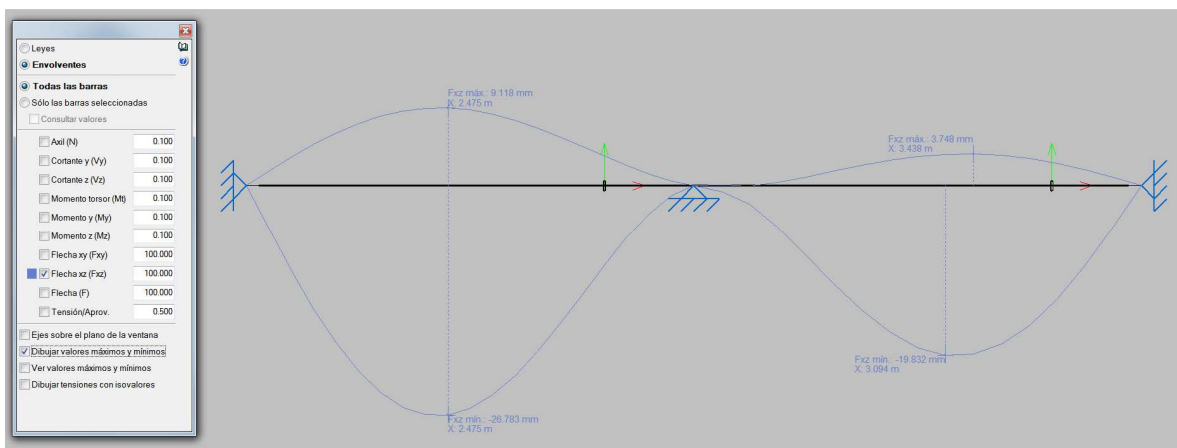 Leyes
Envolventes
Todas las barras
Sólo las barras seleccionadas
Consultar valores
Axil (N) 0.100
Cortante y (Vy) 0.100
Cortante z (Vz) 0.100
Momento torsor (Mt) 0.100
Momento y (My) 0.100
Momento z (Mz) 0.100
Flecha xy (Fxy) 100.000
Flecha xz (Fxz) 100.000
Flecha (F) 100.000
Tensión/Aprov. 0.500
Ejes sobre el plano de la ventana
Dibujar valores máximos y mínimos
Ver valores máximos y mínimos
Dibujar tensiones con isovalores
Fxz máx.: 9.118 mm
X: 2.475 m
Fxz máx.: 3.748 mm
X: 3.438 m
Fxz mín.: -19.832 mm
X: 3.094 m
Fxz mín.: -26.783 mm
X: 2.475 m